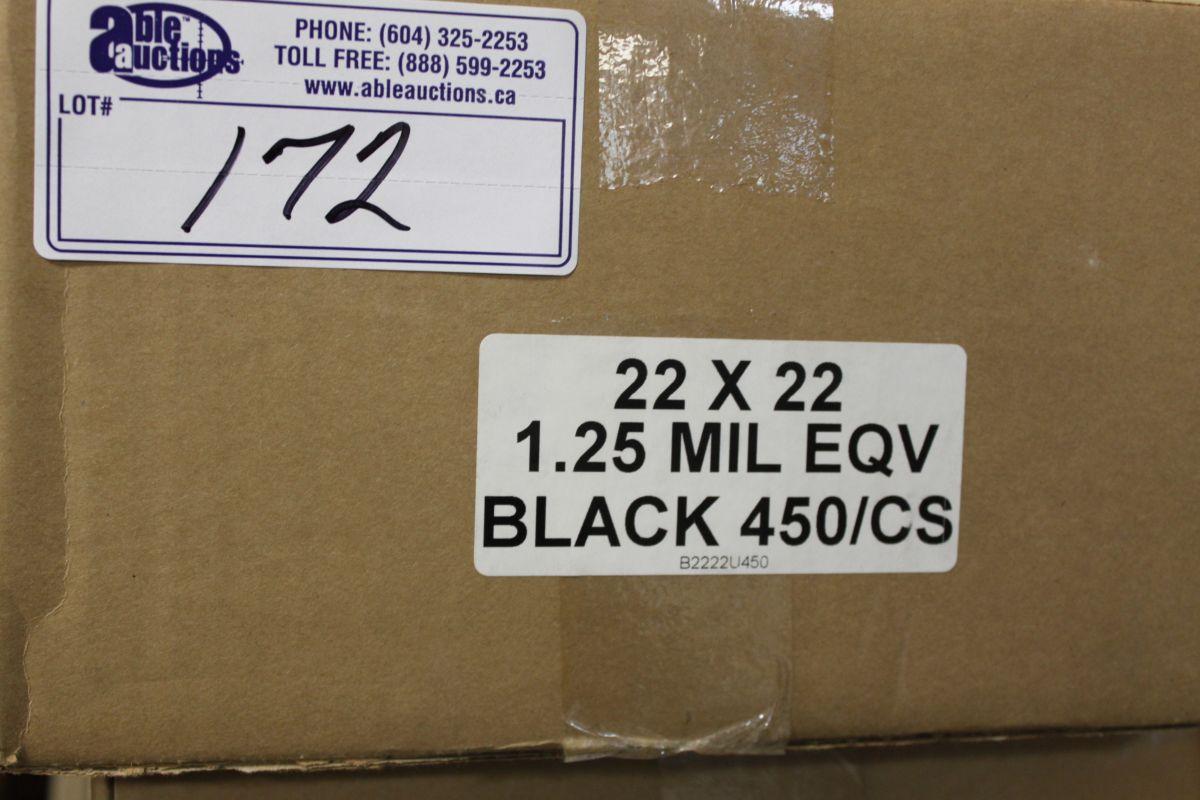 able auctions™
PHONE: (604) 325-2253
TOLL FREE: (888) 599-2253
www.ableauctions.ca
LOT#
172
22 X 22
1.25 MIL EQV
BLACK 450/CS
B2222U450